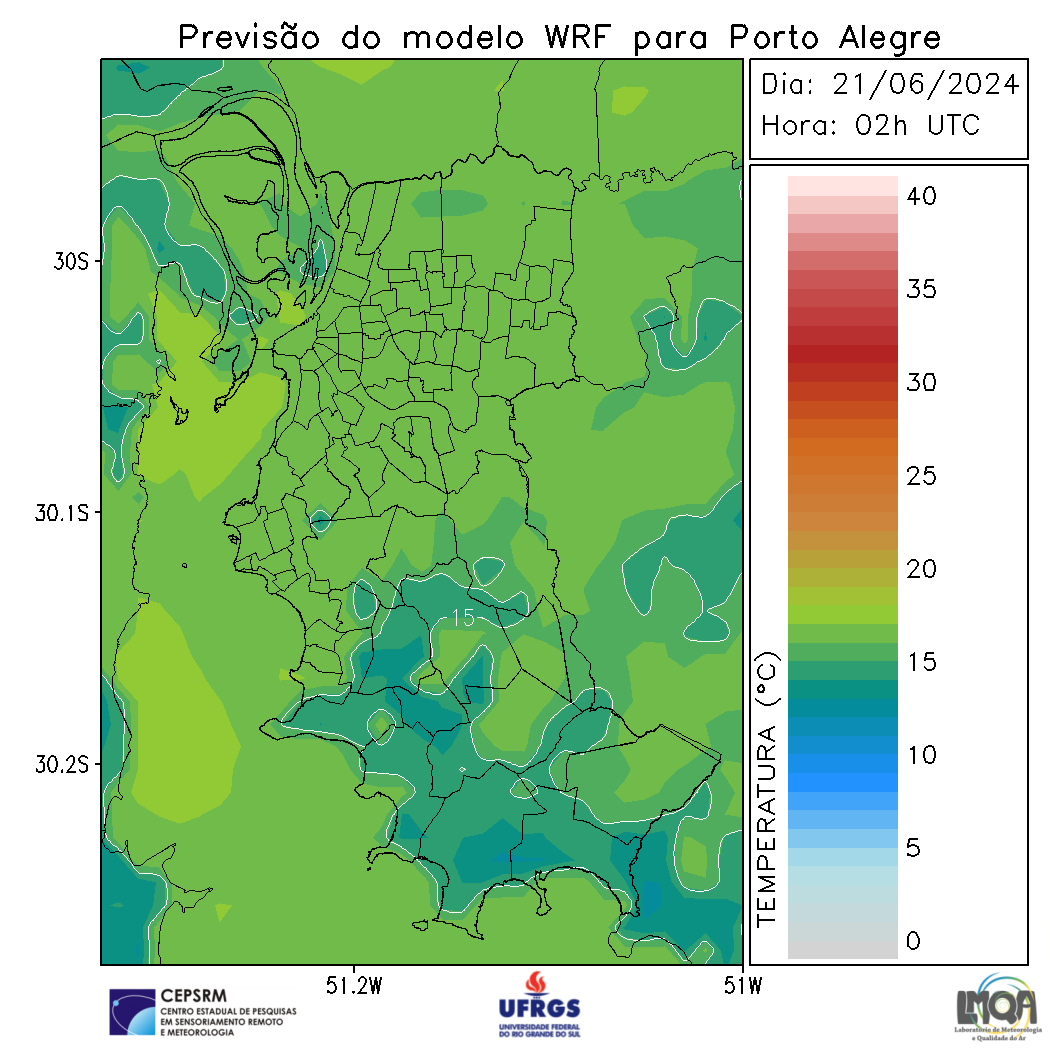 Previsão do modelo WRF para Porto Alegre
Dia: 21/06/2024
Hora: 02h UTC
30S
30.1S
30.2S
51.2W
51W
15
TEMPERATURA (°C)
40
35
30
25
20
15
10
5
0
CEPSRM
CENTRO ESTADUAL DE PESQUISAS
EM SENSORIAMENTO REMOTO
E METEOROLOGIA
UFRGS
UNIVERSIDADE FEDERAL
DO RIO GRANDE DO SUL
LMQA
Laboratório de Meteorologia
e Qualidade do Ar